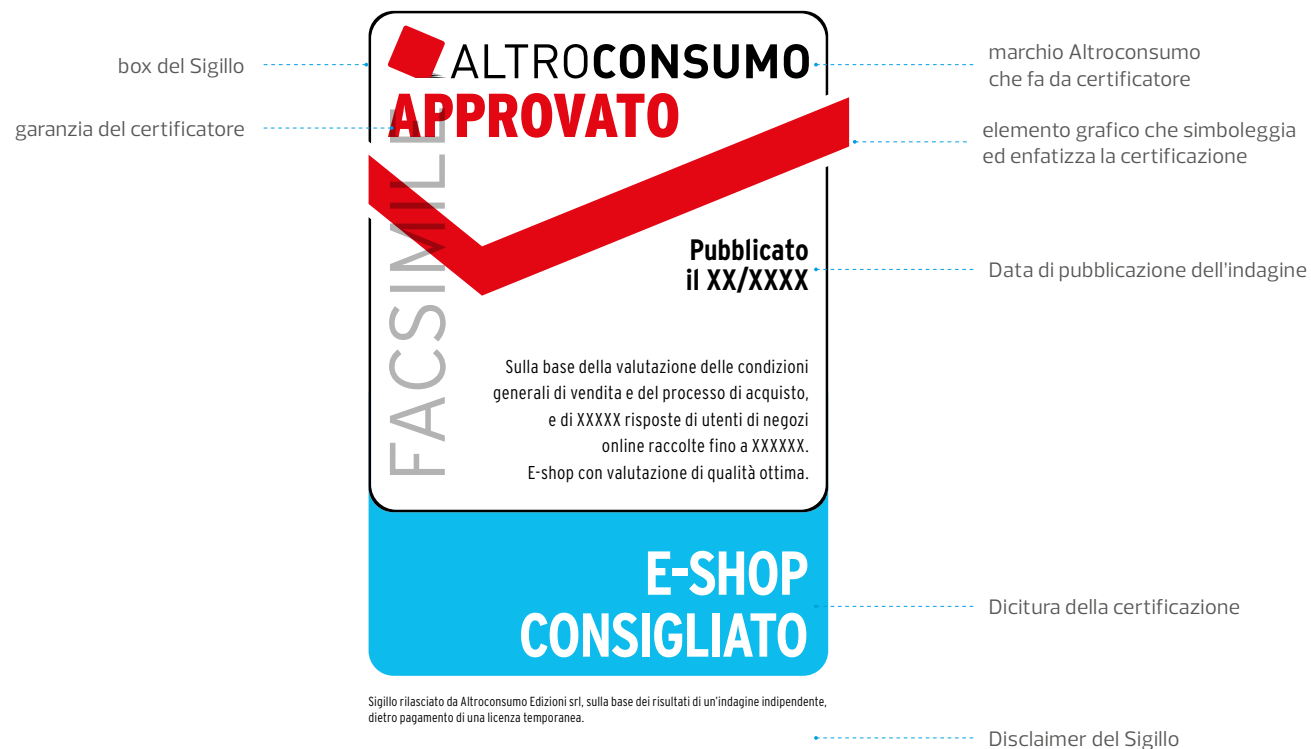 box del Sigillo
garanzia del certificatore
ALTROCONSUMO
APPROVATO
FACSIMILE
Pubblicato
il XX/XXXX
Sulla base della valutazione delle condizioni
generali di vendita e del processo di acquisto,
e di XXXXX risposte di utenti di negozi
online raccolte fino a XXXXXX.
E-shop con valutazione di qualità ottima.
E-SHOP
CONSIGLIATO
Sigillo rilasciato da Altroconsumo Edizioni srl, sulla base dei risultati di un'indagine indipendente,
dietro pagamento di una licenza temporanea.
marchio Altroconsumo
che fa da certificatore
elemento grafico che simboleggia
ed enfatizza la certificazione
Data di pubblicazione dell'indagine
Dicitura della certificazione
Disclaimer del Sigillo